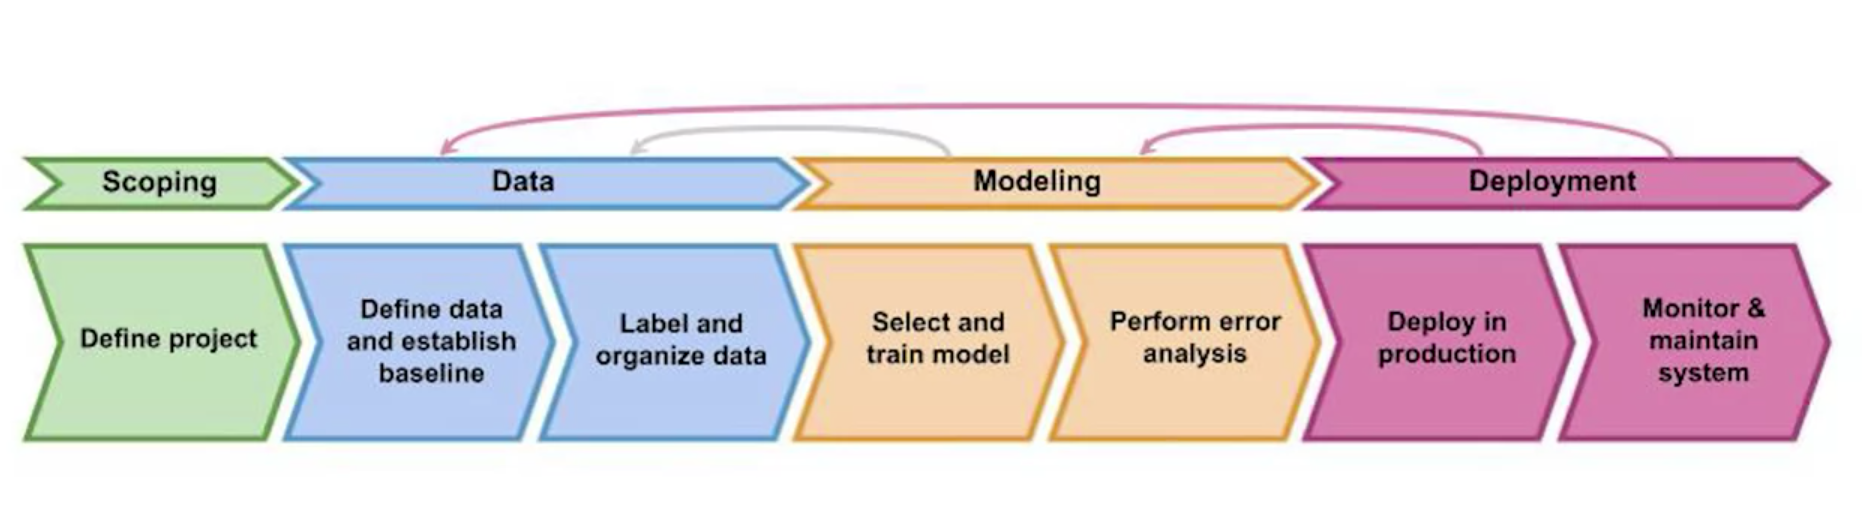 Scoping
Data
Modeling
Deployment
Define project
Define data
and establish
baseline
Label and
organize data
Select and
train model
Perform error
analysis
Deploy in
production
Monitor &
maintain
system